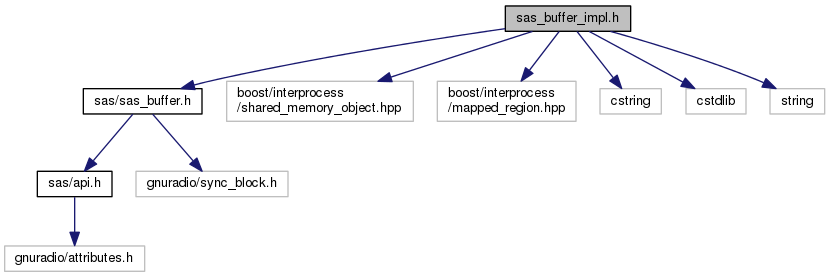 sas_buffer_impl.h
sas/sas_buffer.h
boost/interprocess
/shared_memory_object.hpp
boost/interprocess
/mapped_region.hpp
cstring
cstdlib
string
sas/api.h
gnuradio/sync_block.h
gnuradio/attributes.h